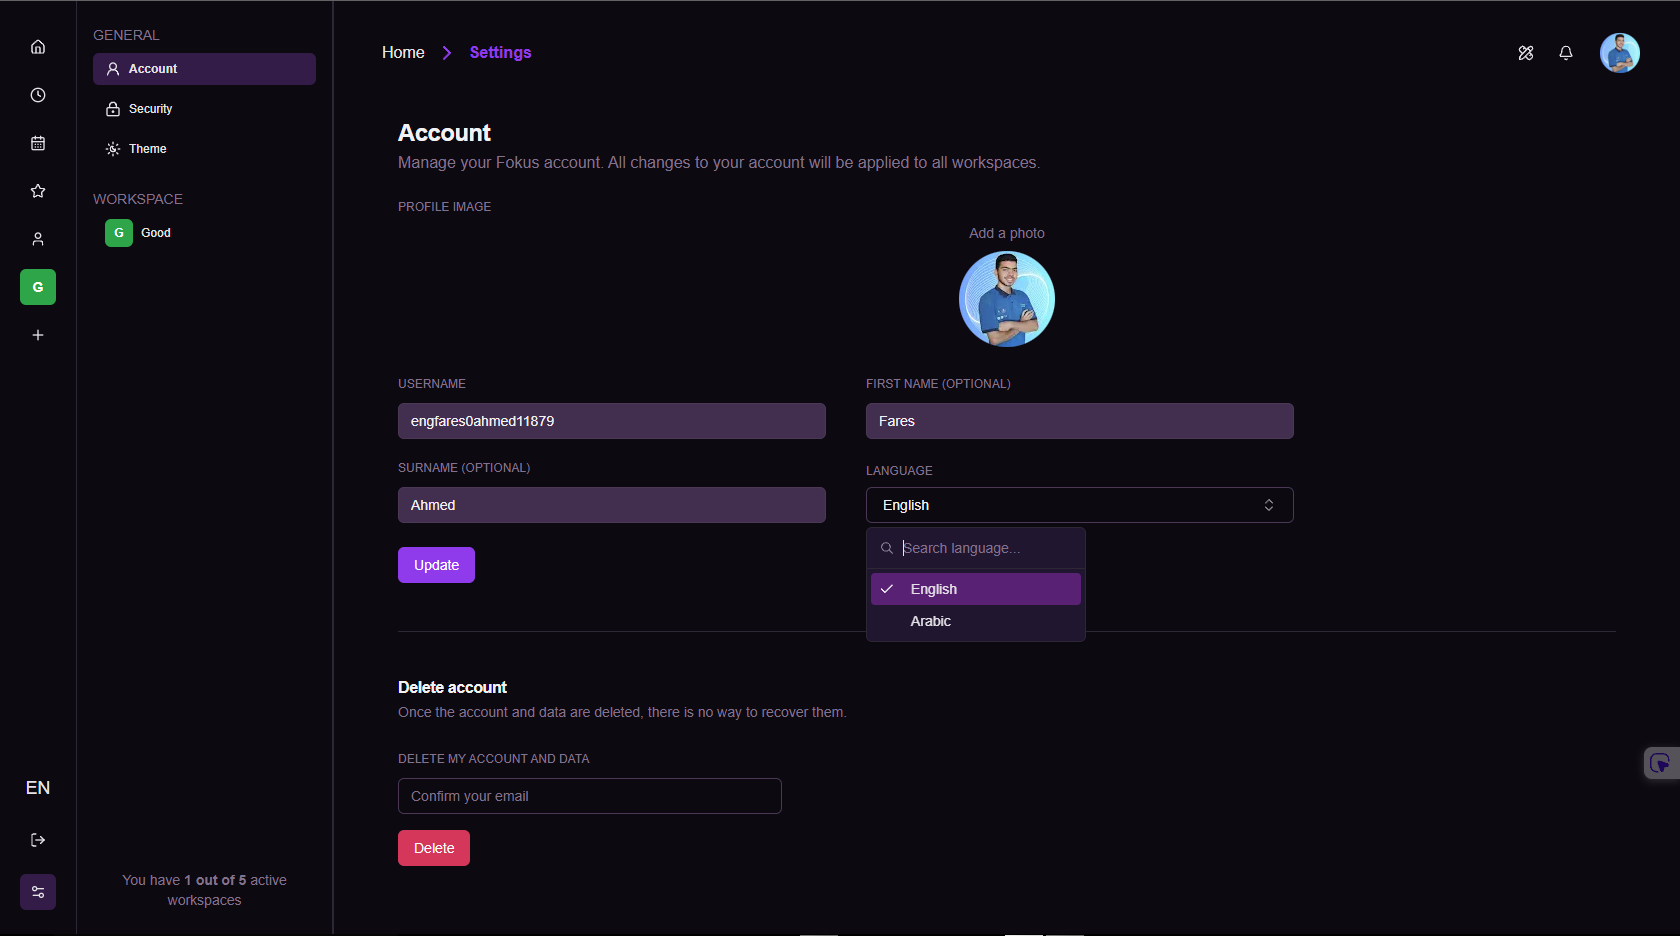 GENERAL
Account
Security
Theme
WORKSPACE
G Good
G
EN
You have 1 out of 5 active
workspaces
Home Settings
Account
Manage your Fokus account. All changes to your account will be applied to all workspaces.
PROFILE IMAGE
Add a photo
USERNAME
engfares0ahmed11879
FIRST NAME (OPTIONAL)
Fares
SURNAME (OPTIONAL)
Ahmed
LANGUAGE
English
Search language...
English
Arabic
Update
Delete account
Once the account and data are deleted, there is no way to recover them.
DELETE MY ACCOUNT AND DATA
Confirm your email
Delete